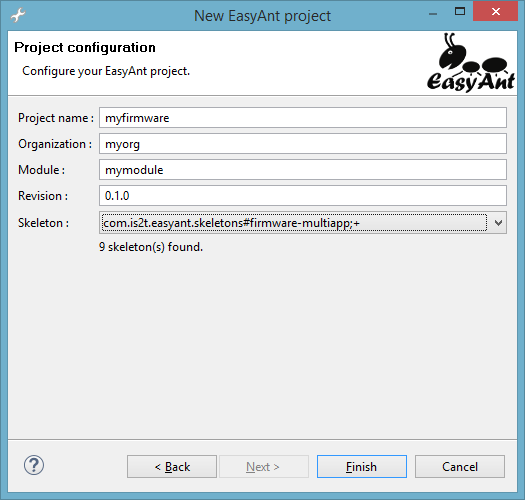 New EasyAnt project
Project configuration
Configure your EasyAnt project.
EasyAnt
Project name : myfirmware
Organization : myorg
Module : mymodule
Revision : 0.1.0
Skeleton : com.is2t.easyant.skeletons#firmware-multiapp;+
9 skeleton(s) found.
? < Back Next > Finish Cancel